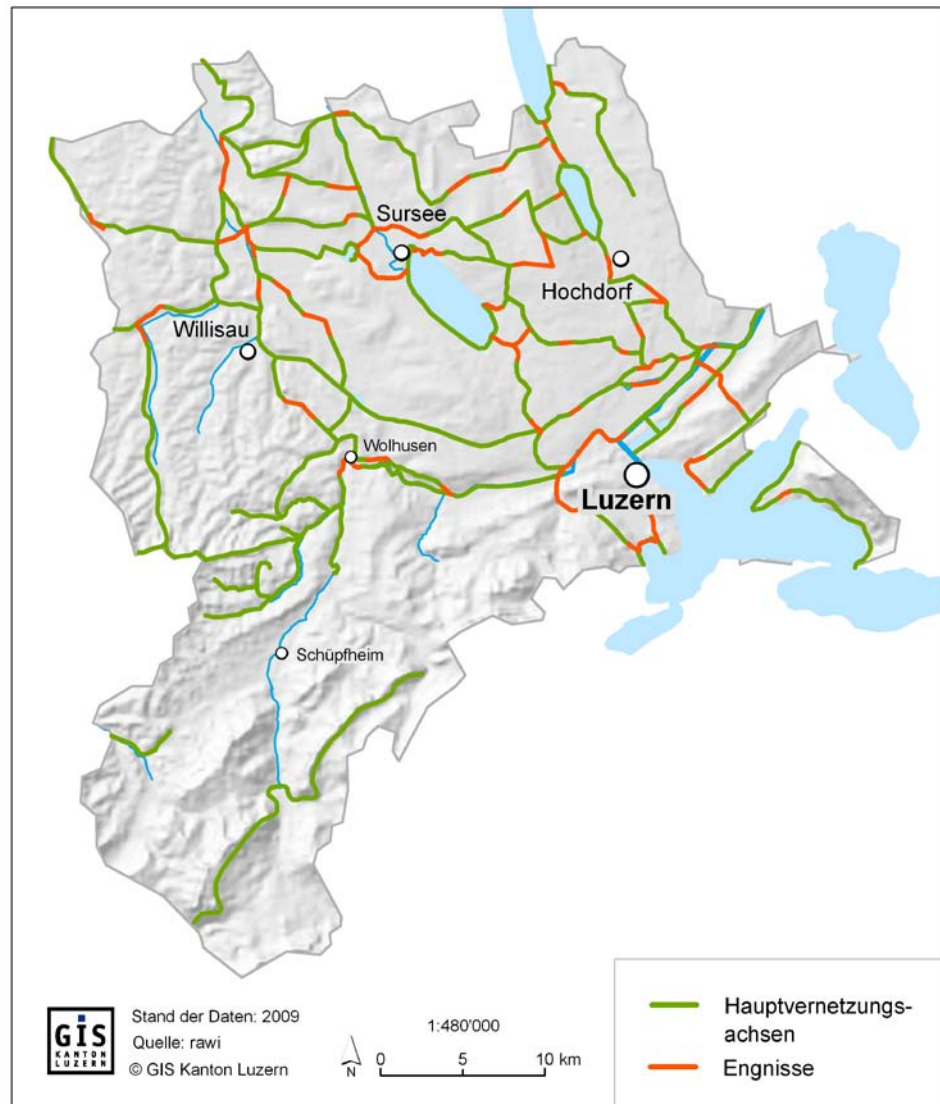 Sursee
Hochdorf
Willisau
Wolhusen
Luzern
Schüpfheim
GiS
KANTON
LUZERN
Stand der Daten: 2009
Quelle: rawi
© GIS Kanton Luzern
N
1:480'000
0 5 10 km
Hauptvernetzungs-
achsen
Engnisse